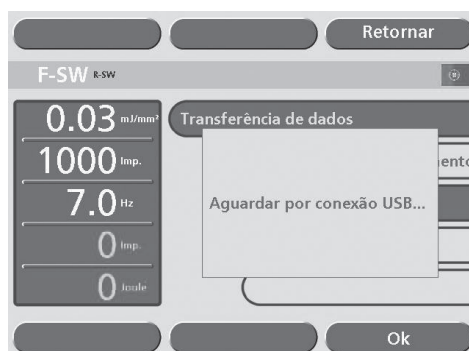 Retornar
F-SW R-SW
0.03 mJ/mm²
Transferência de dados
1000 Imp.
ento
7.0 Hz
Aguardar por conexão USB...
0 Imp.
0 Joule
Ok